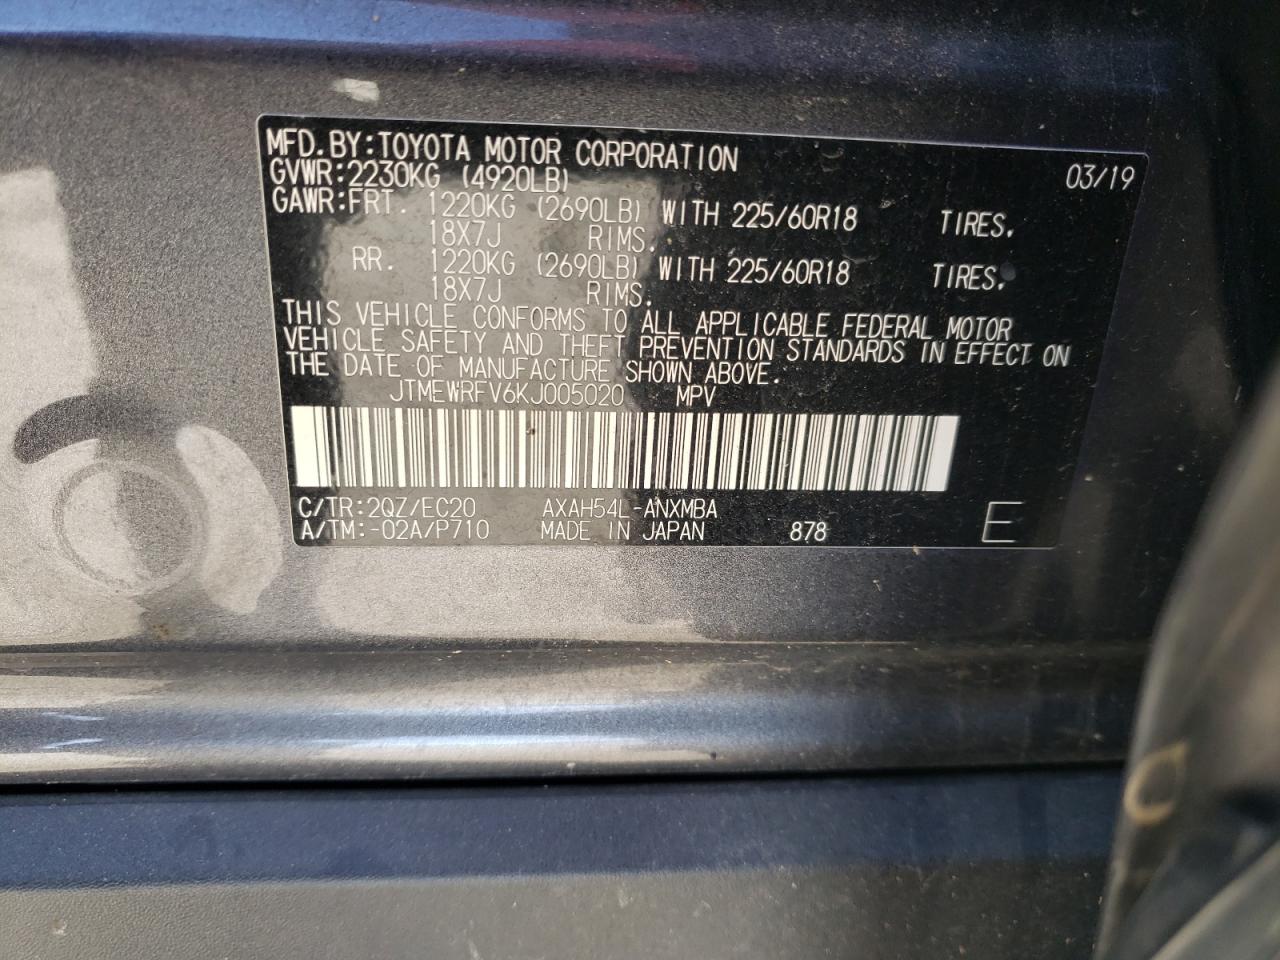 MFD.BY:TOYOTA MOTOR CORPORATION 03/19
GVWR:2230KG (4920LB)
GAWR:FRT. 1220KG (2690LB) WITH 225/60R18 TIRES.
18X7J RIMS.
RR. 1220KG (2690LB) WITH 225/60R18 TIRES.
18X7J RIMS.
THIS VEHICLE CONFORMS TO ALL APPLICABLE FEDERAL MOTOR
VEHICLE SAFETY AND THEFT PREVENTION STANDARDS IN EFFECT ON
THE DATE OF MANUFACTURE SHOWN ABOVE.
JTMEWRFV6KJ005020 MPV
C/TR:2QZ/EC20 AXAH54L-ANXMBA
A/TM:-02A/P710 MADE IN JAPAN 878 E